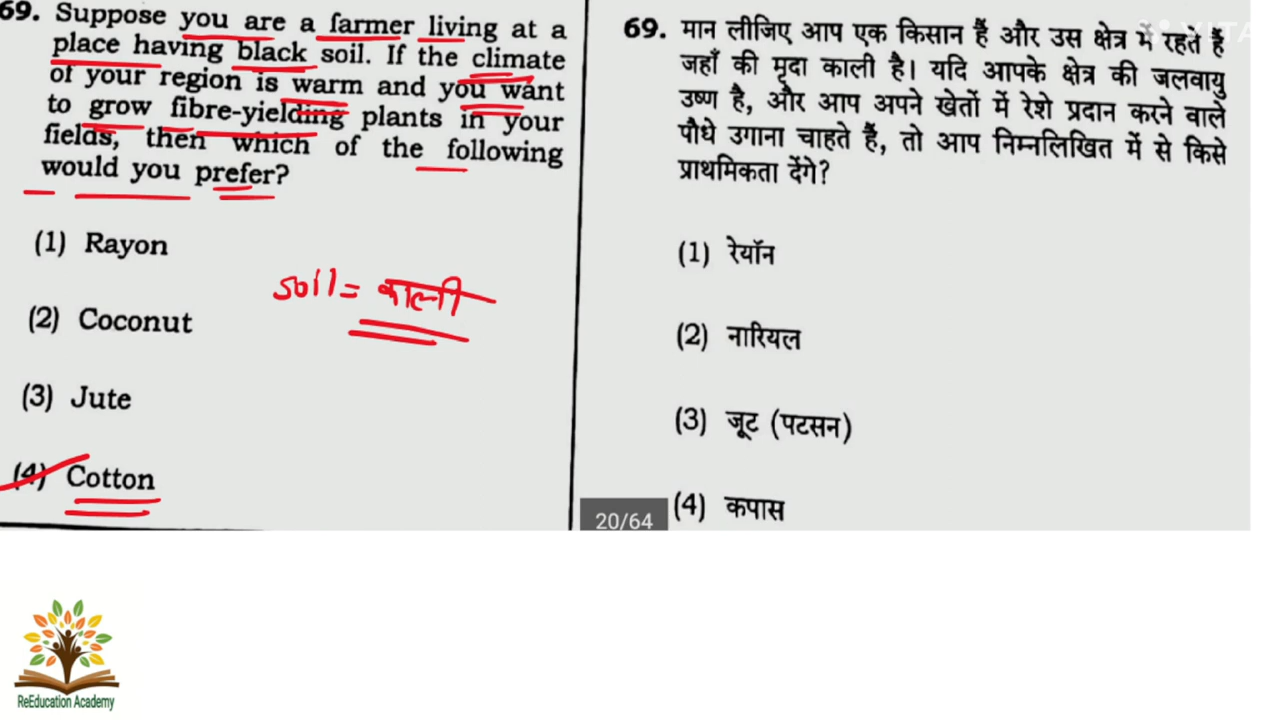 69. Suppose you are a farmer living at a
place having black soil. If the climate
of your region is warm and you want
to grow fibre-yielding plants in your
fields, then which of the following
would you prefer?
(1) Rayon
soil = काली
(2) Coconut
(3) Jute
(4) Cotton
69. मान लीजिए आप एक किसान हैं और उस क्षेत्र में रहते हैं
जहाँ की मृदा काली है। यदि आपके क्षेत्र की जलवायु
उष्ण है, और आप अपने खेतों में रेशे प्रदान करने वाले
पौधे उगाना चाहते हैं, तो आप निम्नलिखित में से किसे
प्राथमिकता देंगे?
(1) रेयॉन
(2) नारियल
(3) जूट (पटसन)
(4) कपास
20/64
ReEducation Academy